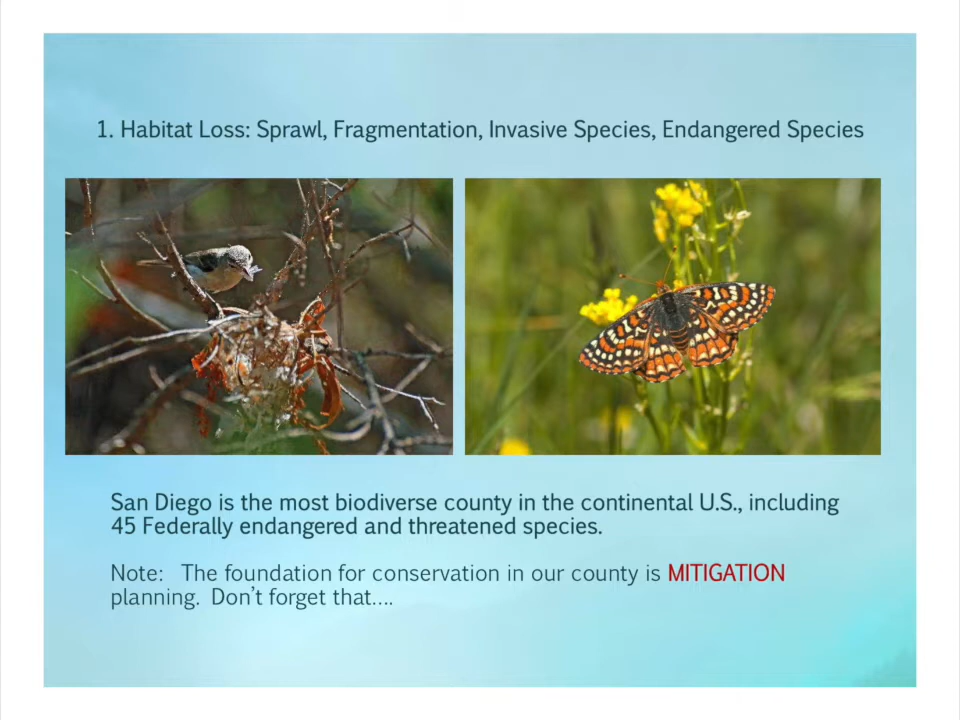 1. Habitat Loss: Sprawl, Fragmentation, Invasive Species, Endangered Species
San Diego is the most biodiverse county in the continental U.S., including
45 Federally endangered and threatened species.
Note: The foundation for conservation in our county is MITIGATION
planning. Don't forget that....